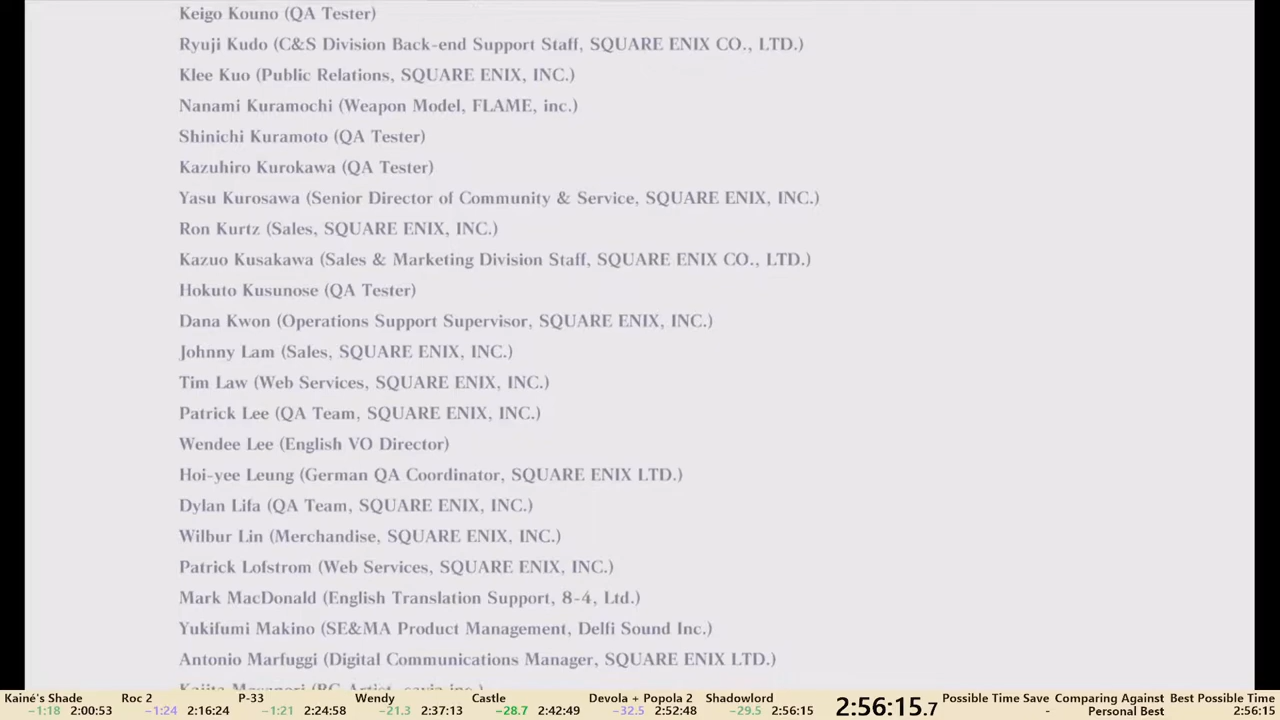 Keigo Kouno (QA Tester)
Ryuji Kudo (C&S Division Back-end Support Staff, SQUARE ENIX CO., LTD.)
Klee Kuo (Public Relations, SQUARE ENIX, INC.)
Nanami Kuramochi (Weapon Model, FLAME, inc.)
Shinichi Kuramoto (QA Tester)
Kazuhiro Kurokawa (QA Tester)
Yasu Kurosawa (Senior Director of Community & Service, SQUARE ENIX, INC.)
Ron Kurtz (Sales, SQUARE ENIX, INC.)
Kazuo Kusakawa (Sales & Marketing Division Staff, SQUARE ENIX CO., LTD.)
Hokuto Kusunose (QA Tester)
Dana Kwon (Operations Support Supervisor, SQUARE ENIX, INC.)
Johnny Lam (Sales, SQUARE ENIX, INC.)
Tim Law (Web Services, SQUARE ENIX, INC.)
Patrick Lee (QA Team, SQUARE ENIX, INC.)
Wendee Lee (English VO Director)
Hoi-yee Leung (German QA Coordinator, SQUARE ENIX LTD.)
Dylan Lifa (QA Team, SQUARE ENIX, INC.)
Wilbur Lin (Merchandise, SQUARE ENIX, INC.)
Patrick Lofstrom (Web Services, SQUARE ENIX, INC.)
Mark MacDonald (English Translation Support, 8-4, Ltd.)
Yukifumi Makino (SE&MA Product Management, Delfi Sound Inc.)
Antonio Marfuggi (Digital Communications Manager, SQUARE ENIX LTD.)
Kainé's Shade Roc 2 P-33 Wendy Castle Devola + Popola 2 Shadowlord 2:56:15.7 Possible Time Save Comparing Against Best Possible Time
-1:18 2:00:53 -1:24 2:16:24 -1:21 2:24:58 -21.3 2:37:13 -28.7 2:42:49 -32.5 2:52:48 -29.5 2:56:15 - Personal Best 2:56:15